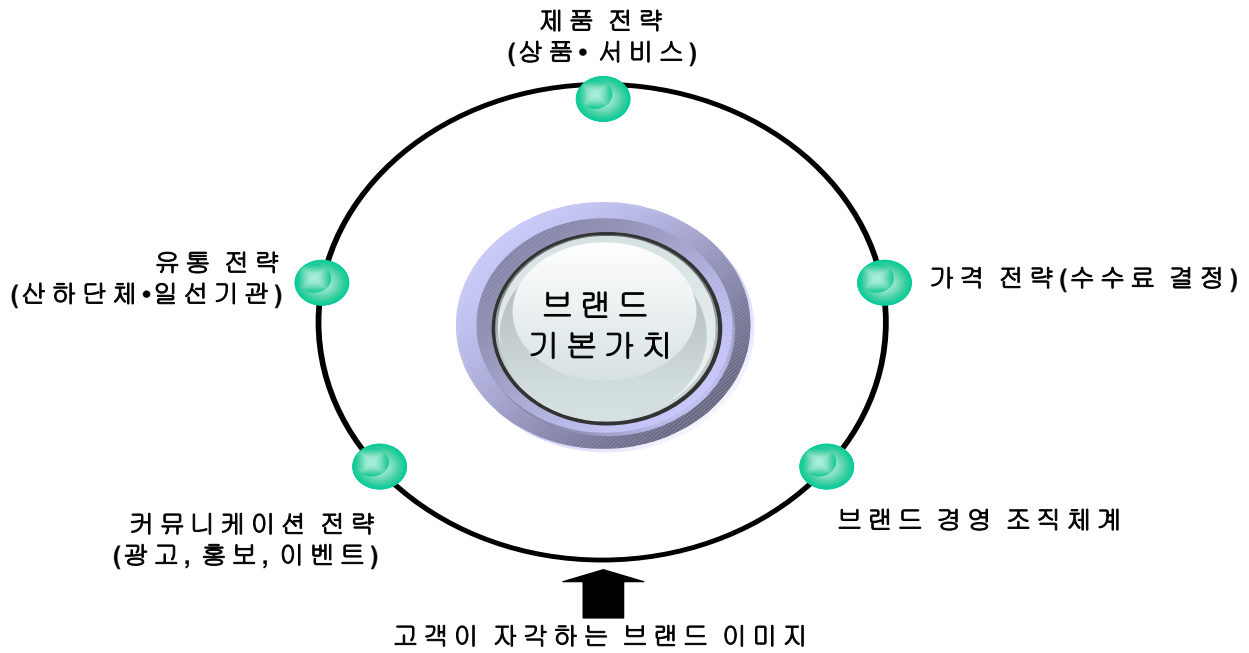 제품 전략
(상품• 서비스)
유통 전략
(산하단체•일선기관)
가격 전략(수수료 결정)
브랜드
기본가치
커뮤니케이션 전략
(광고, 홍보, 이벤트)
브랜드 경영 조직체계
고객이 자각하는 브랜드 이미지